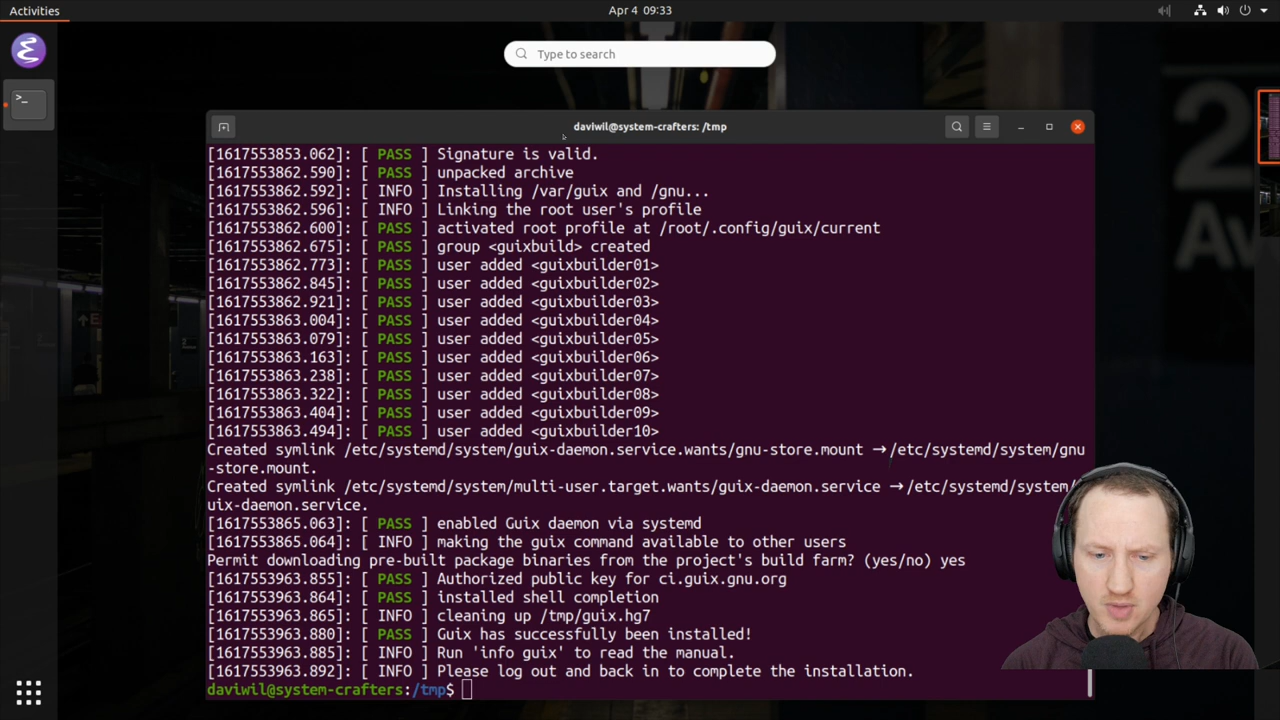 Activities
Apr 4 09:33
Type to search
daviwil@system-crafters: /tmp
[1617553853.062]: [ PASS ] Signature is valid.
[1617553862.590]: [ PASS ] unpacked archive
[1617553862.592]: [ INFO ] Installing /var/guix and /gnu...
[1617553862.596]: [ INFO ] Linking the root user's profile
[1617553862.600]: [ PASS ] activated root profile at /root/.config/guix/current
[1617553862.675]: [ PASS ] group <guixbuild> created
[1617553862.773]: [ PASS ] user added <guixbuilder01>
[1617553862.845]: [ PASS ] user added <guixbuilder02>
[1617553862.921]: [ PASS ] user added <guixbuilder03>
[1617553863.004]: [ PASS ] user added <guixbuilder04>
[1617553863.079]: [ PASS ] user added <guixbuilder05>
[1617553863.163]: [ PASS ] user added <guixbuilder06>
[1617553863.238]: [ PASS ] user added <guixbuilder07>
[1617553863.322]: [ PASS ] user added <guixbuilder08>
[1617553863.404]: [ PASS ] user added <guixbuilder09>
[1617553863.494]: [ PASS ] user added <guixbuilder10>
Created symlink /etc/systemd/system/guix-daemon.service.wants/gnu-store.mount → /etc/systemd/system/gnu
-store.mount.
Created symlink /etc/systemd/system/multi-user.target.wants/guix-daemon.service → /etc/systemd/system/
uix-daemon.service.
[1617553865.063]: [ PASS ] enabled Guix daemon via systemd
[1617553865.064]: [ INFO ] making the guix command available to other users
Permit downloading pre-built package binaries from the project's build farm? (yes/no) yes
[1617553963.855]: [ PASS ] Authorized public key for ci.guix.gnu.org
[1617553963.864]: [ PASS ] installed shell completion
[1617553963.865]: [ INFO ] cleaning up /tmp/guix.hg7
[1617553963.880]: [ PASS ] Guix has successfully been installed!
[1617553963.885]: [ INFO ] Run 'info guix' to read the manual.
[1617553963.892]: [ INFO ] Please log out and back in to complete the installation.
daviwil@system-crafters:/tmp$
2
Av